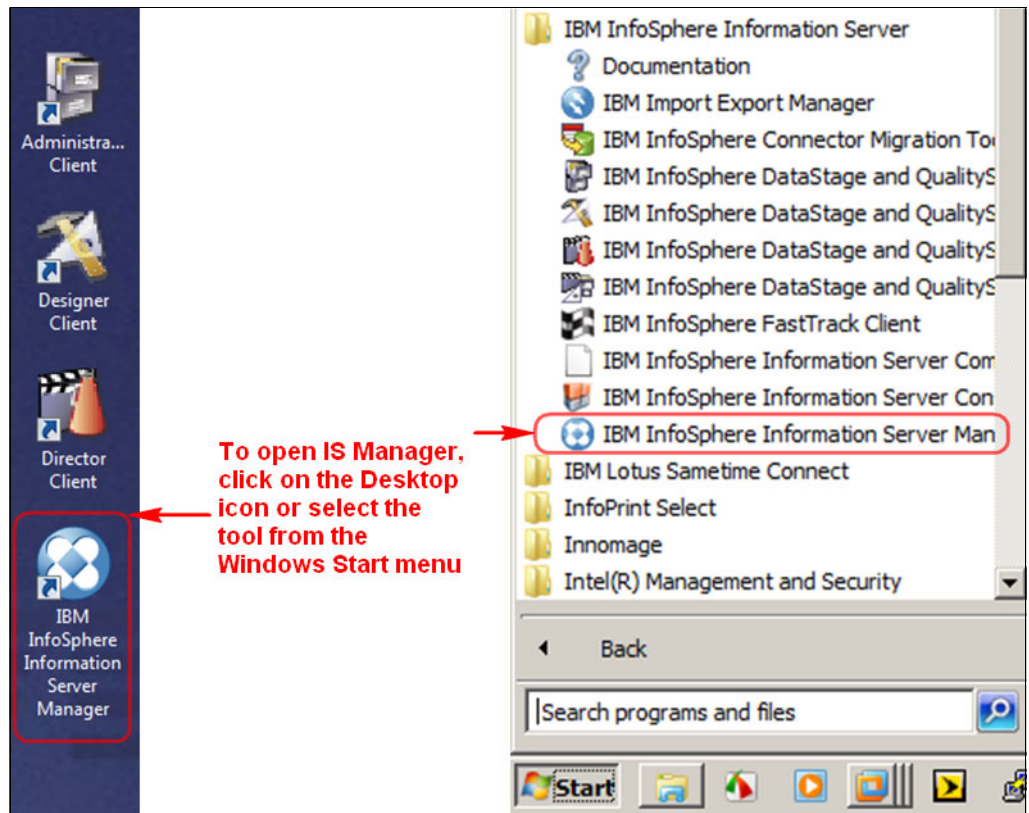 Administra...
Client
Designer
Client
Director
Client
IBM
InfoSphere
Information
Server
Manager
To open IS Manager,
click on the Desktop
icon or select the
tool from the
Windows Start menu
IBM InfoSphere Information Server
Documentation
IBM Import Export Manager
IBM InfoSphere Connector Migration Too
IBM InfoSphere DataStage and QualityS
IBM InfoSphere DataStage and QualityS
IBM InfoSphere DataStage and QualityS
IBM InfoSphere DataStage and QualityS
IBM InfoSphere FastTrack Client
IBM InfoSphere Information Server Com
IBM InfoSphere Information Server Con
IBM InfoSphere Information Server Man
IBM Lotus Sametime Connect
InfoPrint Select
Innomage
Intel(R) Management and Security
Back
Search programs and files
Start